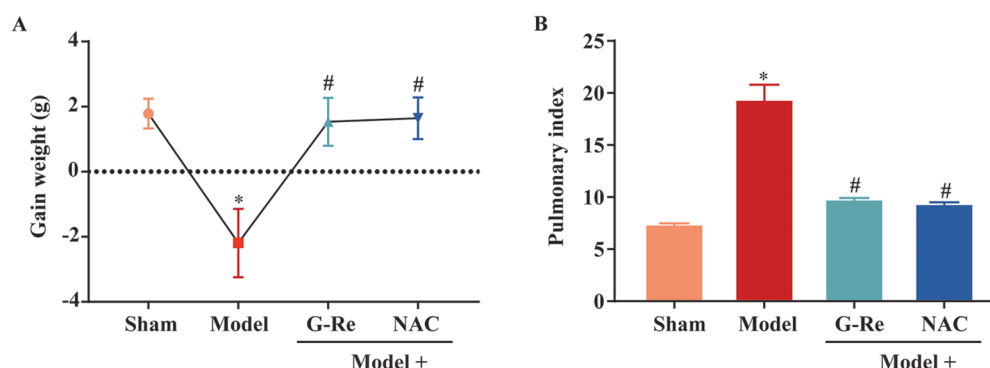 A
Gain weight (g)
4
2
0
-2
-4
*
#
#
Sham Model G-Re NAC
Model +
B
Pulmonary index
25
20
15
10
5
0
*
#
#
Sham Model G-Re NAC
Model +